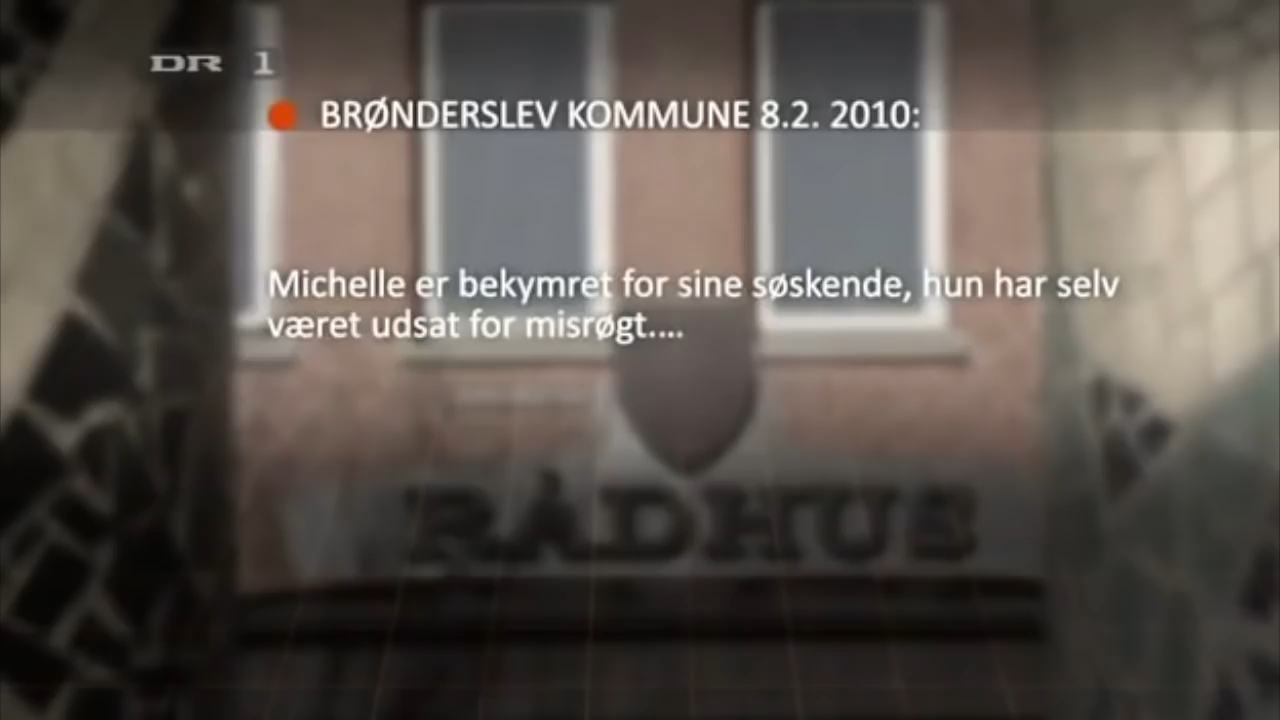 DR 1
BRØNDERSLEV KOMMUNE 8.2. 2010:
Michelle er bekymret for sine søskende, hun har selv
været udsat for misrøgt....
RÅDHUS